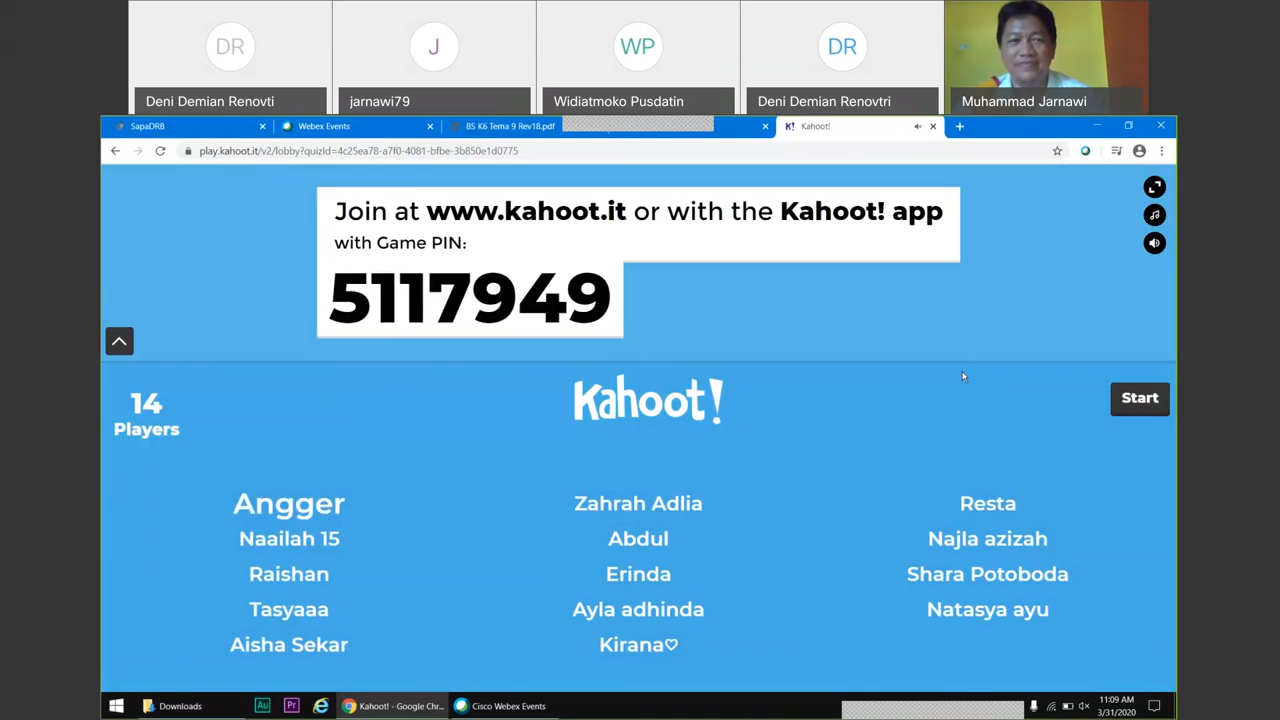 DR
J
WP
DR
Deni Demian Renovti
jarnawi79
Widiatmoko Pusdatin
Deni Demian Renovtri
Muhammad Jarnawi
SapaDRB
Webex Events
BS K6 Tema 9 Rev18.pdf
K! Kahoot!
play.kahoot.it/v2/lobby?quizId=4c25ea78-a7f0-4081-bfbe-3b850e1d0775
Join at www.kahoot.it or with the Kahoot! app
with Game PIN:
5117949
14
Players
Kahoot!
Start
Angger
Zahrah Adlia
Resta
Naailah 15
Abdul
Najla azizah
Raishan
Erinda
Shara Potoboda
Tasyaaa
Ayla adhinda
Natasya ayu
Aisha Sekar
Kirana♡
Downloads
Au
Pr
Kahoot! - Google Chr...
Cisco Webex Events
11:09 AM
3/31/2020